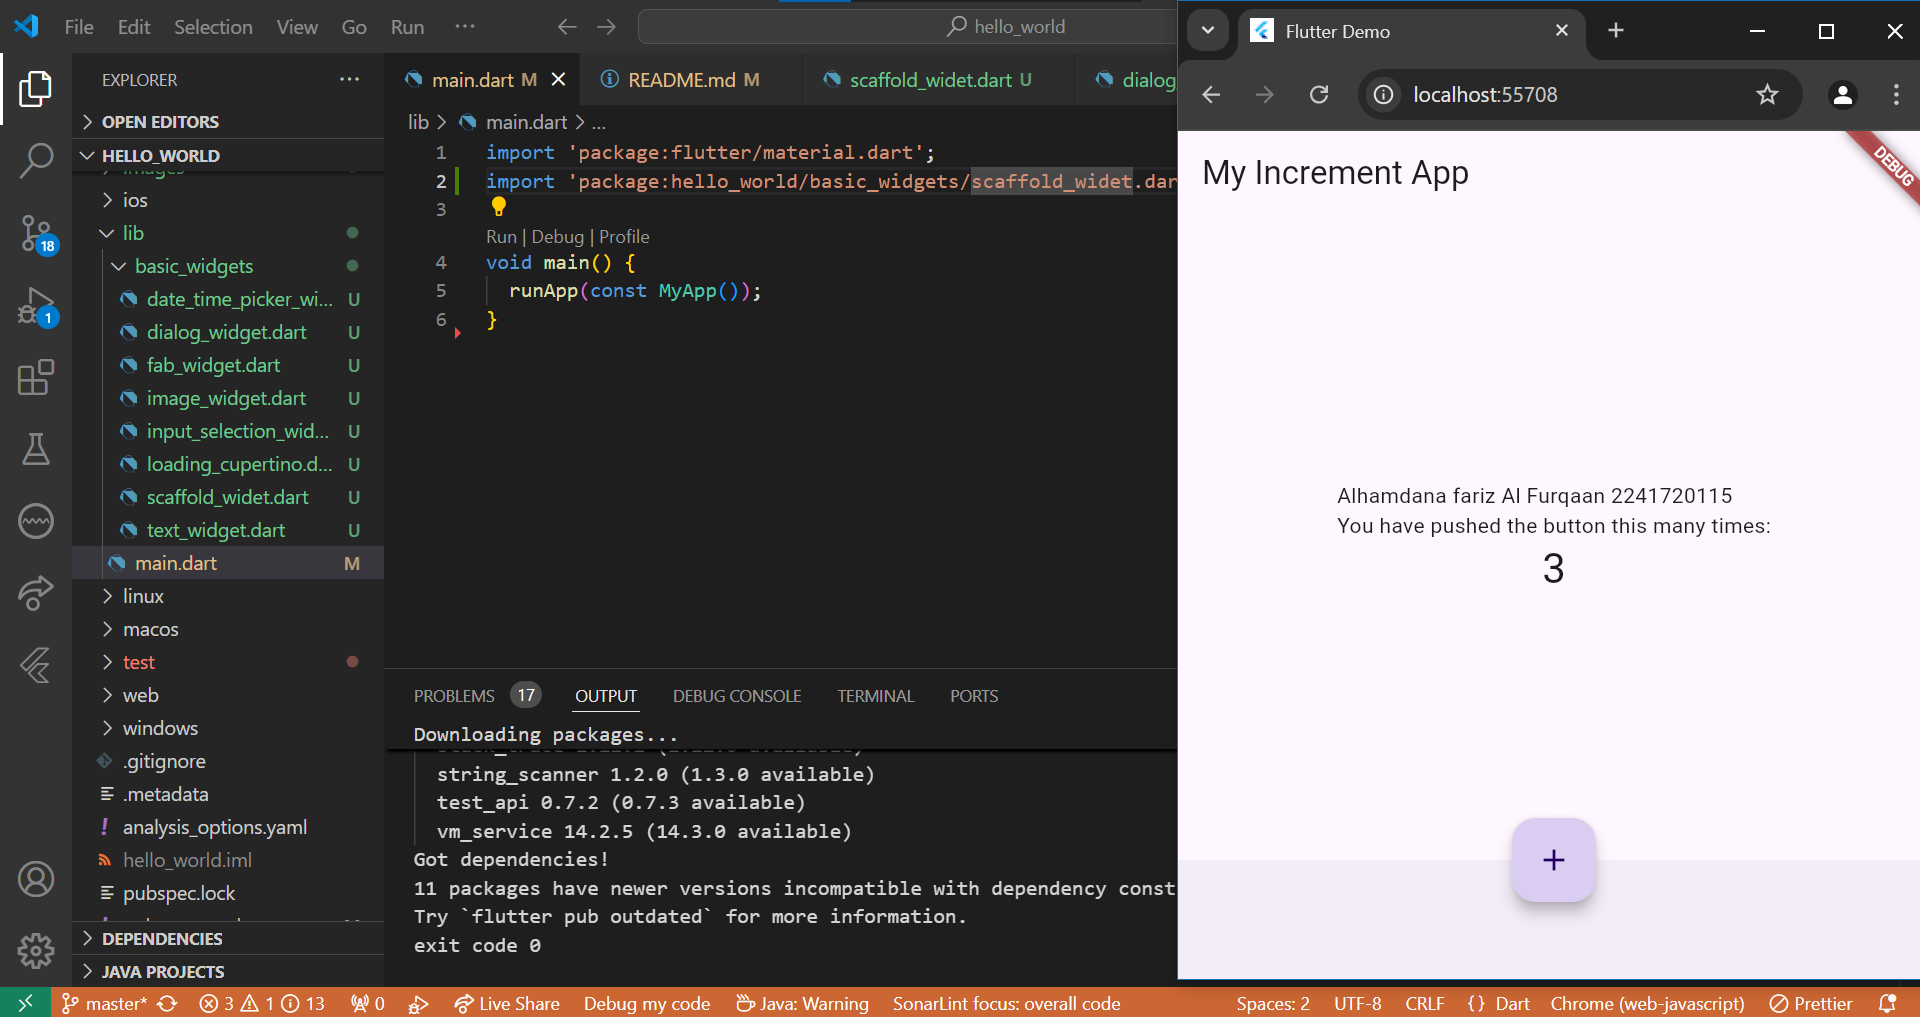 File Edit Selection View Go Run ··· hello_world
EXPLORER ···
OPEN EDITORS
HELLO_WORLD
images
ios
lib
basic_widgets
date_time_picker_wi... U
dialog_widget.dart U
fab_widget.dart U
image_widget.dart U
input_selection_wid... U
loading_cupertino.d... U
scaffold_widet.dart U
text_widget.dart U
main.dart M
linux
macos
test
web
windows
.gitignore
.metadata
analysis_options.yaml
hello_world.iml
pubspec.lock
DEPENDENCIES
JAVA PROJECTS
18
1
main.dart M README.md M scaffold_widet.dart U dialog
lib > main.dart > ...
1 import 'package:flutter/material.dart';
2 import 'package:hello_world/basic_widgets/scaffold_widet.dar
3
Run | Debug | Profile
4 void main() {
5 runApp(const MyApp());
6 }
PROBLEMS 17 OUTPUT DEBUG CONSOLE TERMINAL PORTS
Downloading packages...
string_scanner 1.2.0 (1.3.0 available)
test_api 0.7.2 (0.7.3 available)
vm_service 14.2.5 (14.3.0 available)
Got dependencies!
11 packages have newer versions incompatible with dependency const
Try `flutter pub outdated` for more information.
exit code 0
Flutter Demo
localhost:55708
DEBUG
My Increment App
Alhamdana fariz Al Furqaan 2241720115
You have pushed the button this many times:
3
+
master* 3 1 13 0 Live Share Debug my code Java: Warning SonarLint focus: overall code Spaces: 2 UTF-8 CRLF {} Dart Chrome (web-javascript) Prettier